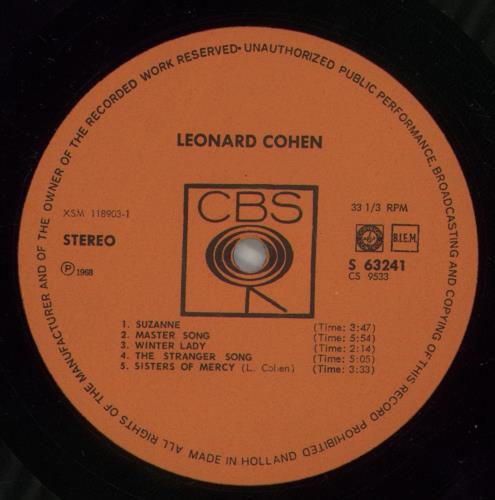 ALL RIGHTS OF THE MANUFACTURER AND OF THE OWNER OF THE RECORDED WORK RESERVED·UNAUTHORIZED PUBLIC PERFORMANCE, BROADCASTING AND COPYING OF THIS RECORD PROHIBITED
LEONARD COHEN
CBS
XSM 118903-1
33 1/3 RPM
STEREO
B.I.E.M.
S 63241
CS 9533
Ⓟ 1968
1. SUZANNE (Time: 3:47)
2. MASTER SONG (Time: 5:54)
3. WINTER LADY (Time: 2:14)
4. THE STRANGER SONG (Time: 5:05)
5. SISTERS OF MERCY (L. Cohen) (Time: 3:33)
MADE IN HOLLAND